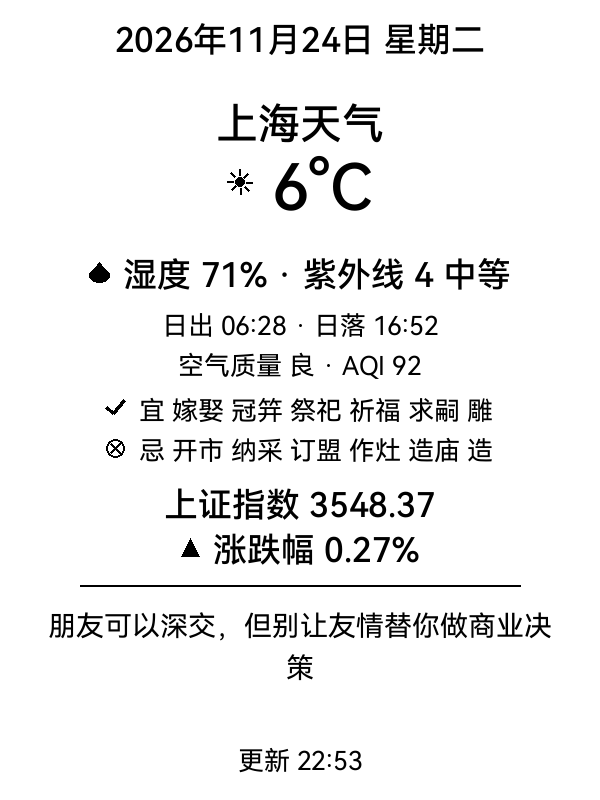 2026年11月24日 星期二
上海天气
6°C
湿度 71% · 紫外线 4 中等
日出 06:28 · 日落 16:52
空气质量 良 · AQI 92
宜 嫁娶 冠笄 祭祀 祈福 求嗣 雕
忌 开市 纳采 订盟 作灶 造庙 造
上证指数 3548.37
▲ 涨跌幅 0.27%
朋友可以深交，但别让友情替你做商业决
策
更新 22:53